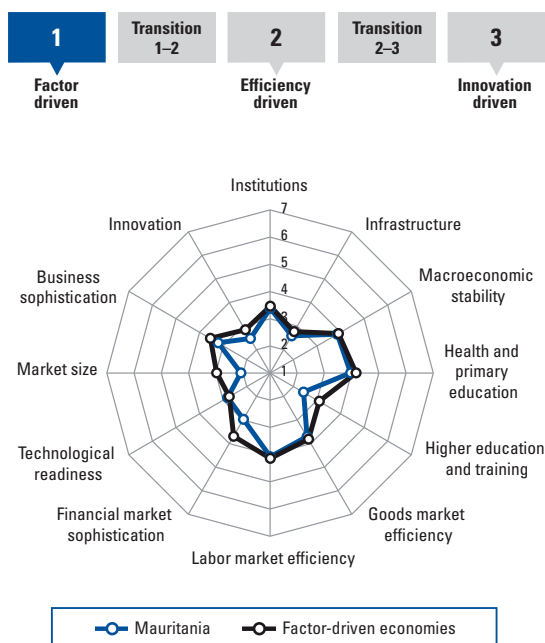 1
Transition
1–2
2
Transition
2–3
3
Factor
driven
Efficiency
driven
Innovation
driven
Institutions
7
6
5
4
3
2
1
Infrastructure
Macroeconomic
stability
Health and
primary
education
Higher education
and training
Goods market
efficiency
Labor market efficiency
Financial market
sophistication
Technological
readiness
Market size
Business
sophistication
Innovation
Mauritania
Factor-driven economies